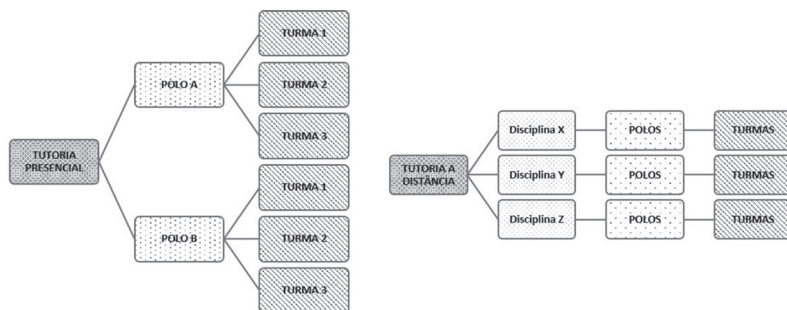 TUTORIA
PRESENCIAL
POLO A
TURMA 1
TURMA 2
TURMA 3
POLO B
TURMA 1
TURMA 2
TURMA 3
TUTORIA A
DISTÂNCIA
Disciplina X
POLOS
TURMAS
Disciplina Y
POLOS
TURMAS
Disciplina Z
POLOS
TURMAS